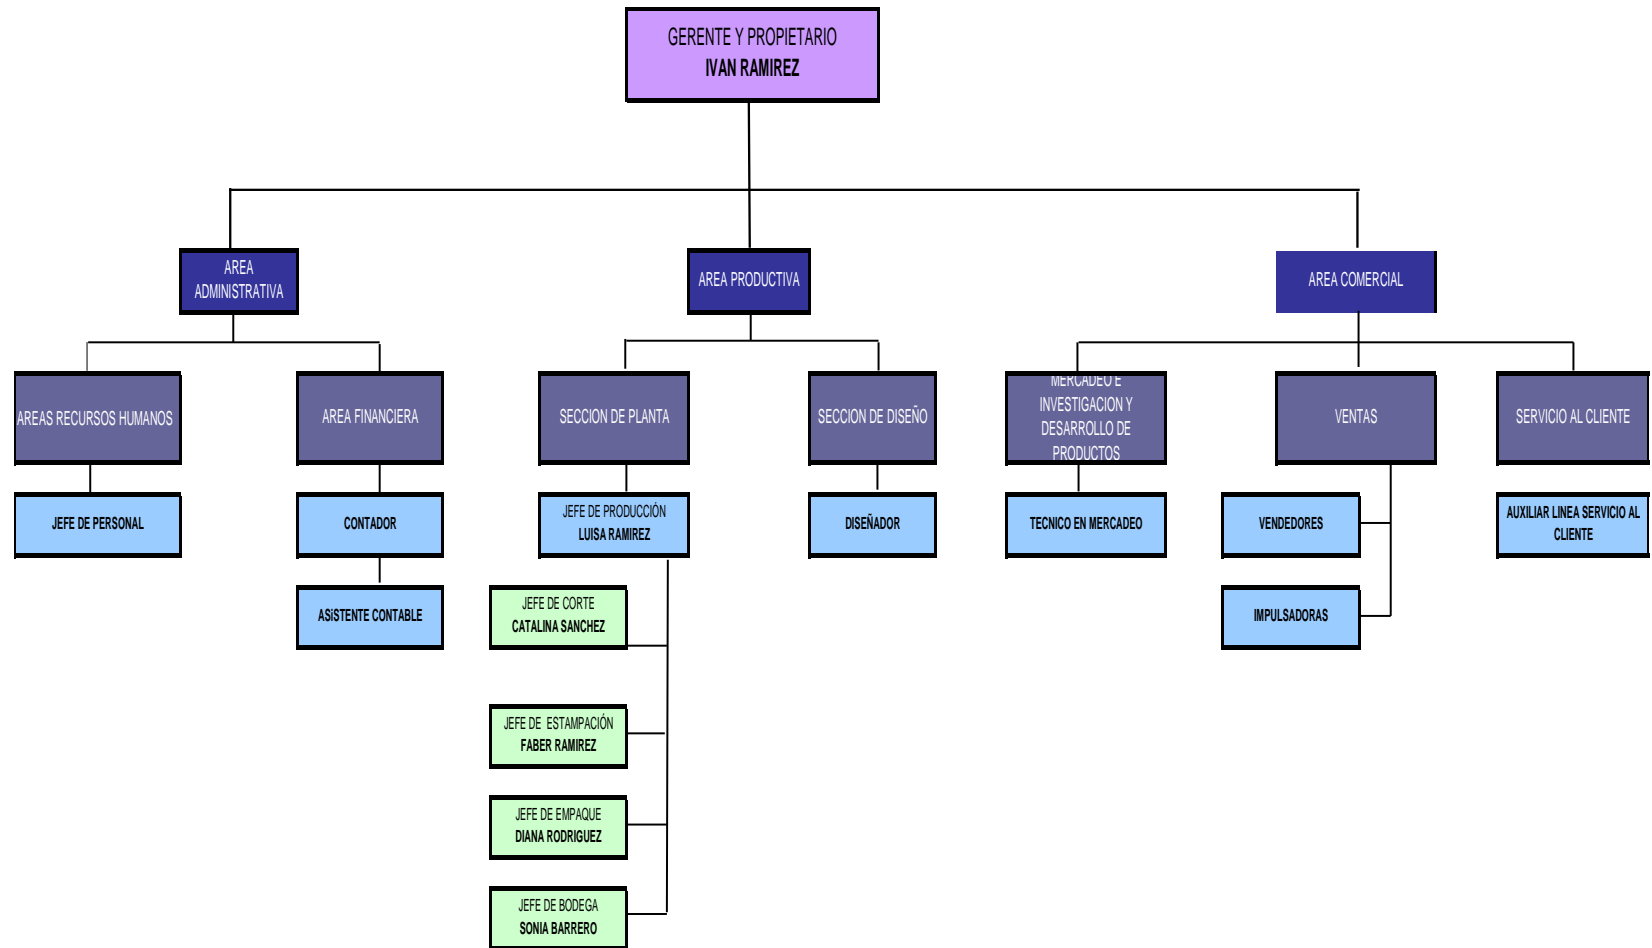 GERENTE Y PROPIETARIO
IVAN RAMIREZ
AREA
ADMINISTRATIVA
AREA PRODUCTIVA
AREA COMERCIAL
AREAS RECURSOS HUMANOS
AREA FINANCIERA
SECCION DE PLANTA
SECCION DE DISEÑO
MERCADEO E
INVESTIGACION Y
DESARROLLO DE
PRODUCTOS
VENTAS
SERVICIO AL CLIENTE
JEFE DE PERSONAL
CONTADOR
JEFE DE PRODUCCIÓN
LUISA RAMIREZ
DISEÑADOR
TECNICO EN MERCADEO
VENDEDORES
AUXILIAR LINEA SERVICIO AL
CLIENTE
ASiSTENTE CONTABLE
JEFE DE CORTE
CATALINA SANCHEZ
IMPULSADORAS
JEFE DE  ESTAMPACIÓN
FABER RAMIREZ
JEFE DE EMPAQUE
DIANA RODRIGUEZ
JEFE DE BODEGA
SONIA BARRERO